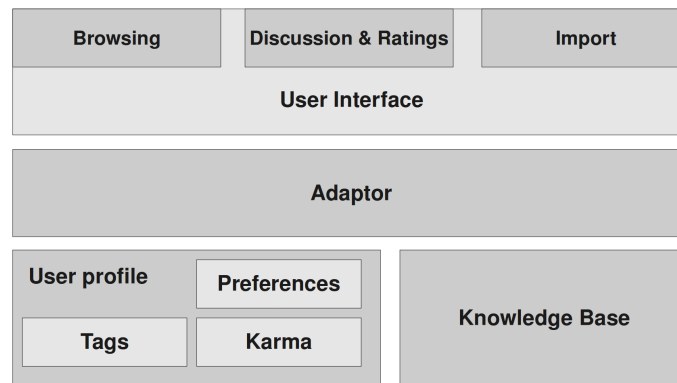 Browsing
Discussion & Ratings
Import
User Interface
Adaptor
User profile
Preferences
Tags
Karma
Knowledge Base